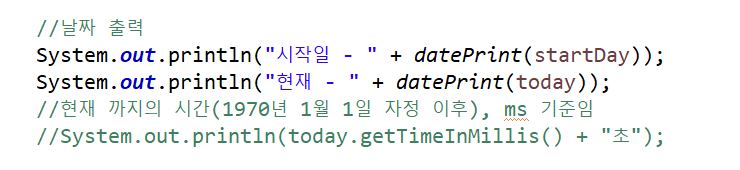 //날짜 출력
System.out.println("시작일 - " + datePrint(startDay));
System.out.println("현재 - " + datePrint(today));
//현재 까지의 시간(1970년 1월 1일 자정 이후), ms 기준임
//System.out.println(today.getTimeInMillis() + "초");